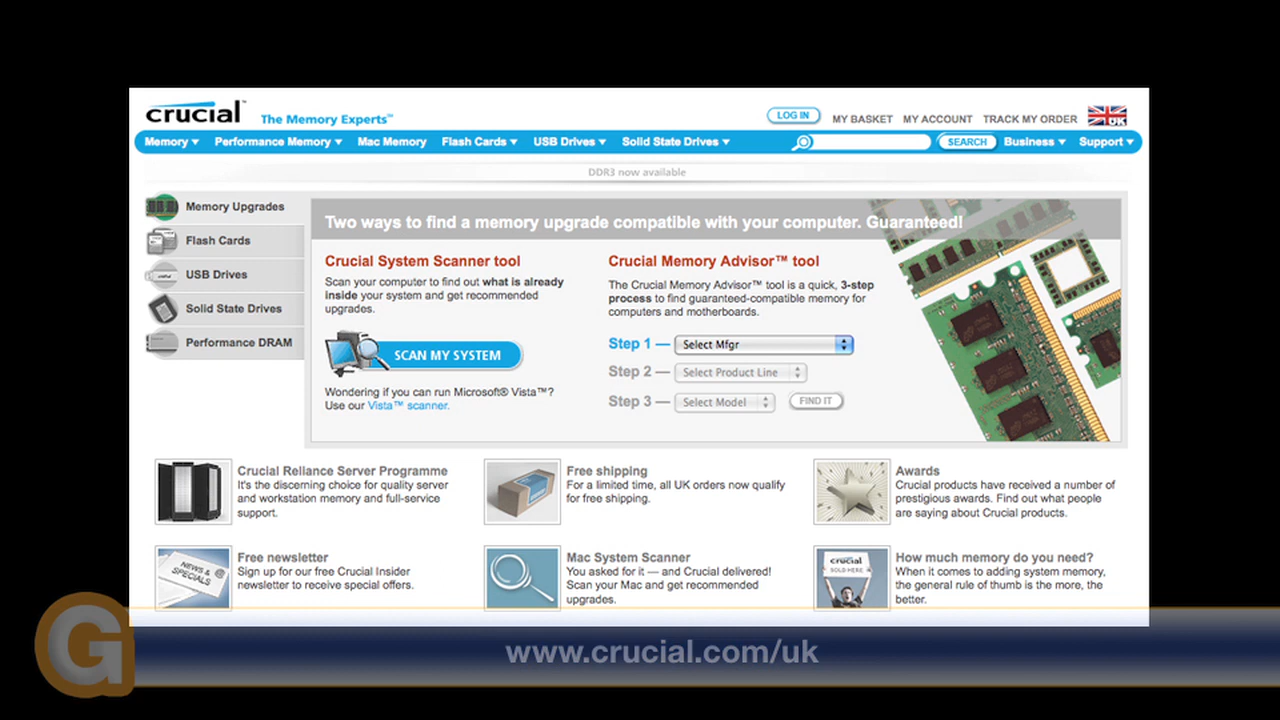 crucial™ The Memory Experts™
LOG IN MY BASKET MY ACCOUNT TRACK MY ORDER UK
Memory Performance Memory Mac Memory Flash Cards USB Drives Solid State Drives SEARCH Business Support
DDR3 now available
Memory Upgrades
Flash Cards
USB Drives
Solid State Drives
Performance DRAM
Two ways to find a memory upgrade compatible with your computer. Guaranteed!
Crucial System Scanner tool
Scan your computer to find out what is already
inside your system and get recommended
upgrades.
SCAN MY SYSTEM
Wondering if you can run Microsoft® Vista™?
Use our Vista™ scanner.
Crucial Memory Advisor™ tool
The Crucial Memory Advisor™ tool is a quick, 3-step
process to find guaranteed-compatible memory for
computers and motherboards.
Step 1 — Select Mfgr
Step 2 — Select Product Line
Step 3 — Select Model FIND IT
Crucial Reliance Server Programme
It's the discerning choice for quality server
and workstation memory and full-service
support.
Free shipping
For a limited time, all UK orders now qualify
for free shipping.
Awards
Crucial products have received a number of
prestigious awards. Find out what people
are saying about Crucial products.
NEWS &
SPECIALS
Free newsletter
Sign up for our free Crucial Insider
newsletter to receive special offers.
Mac System Scanner
You asked for it — and Crucial delivered!
Scan your Mac and get recommended
upgrades.
crucial
SOLD HERE
How much memory do you need?
When it comes to adding system memory,
the general rule of thumb is the more, the
better.
G
www.crucial.com/uk